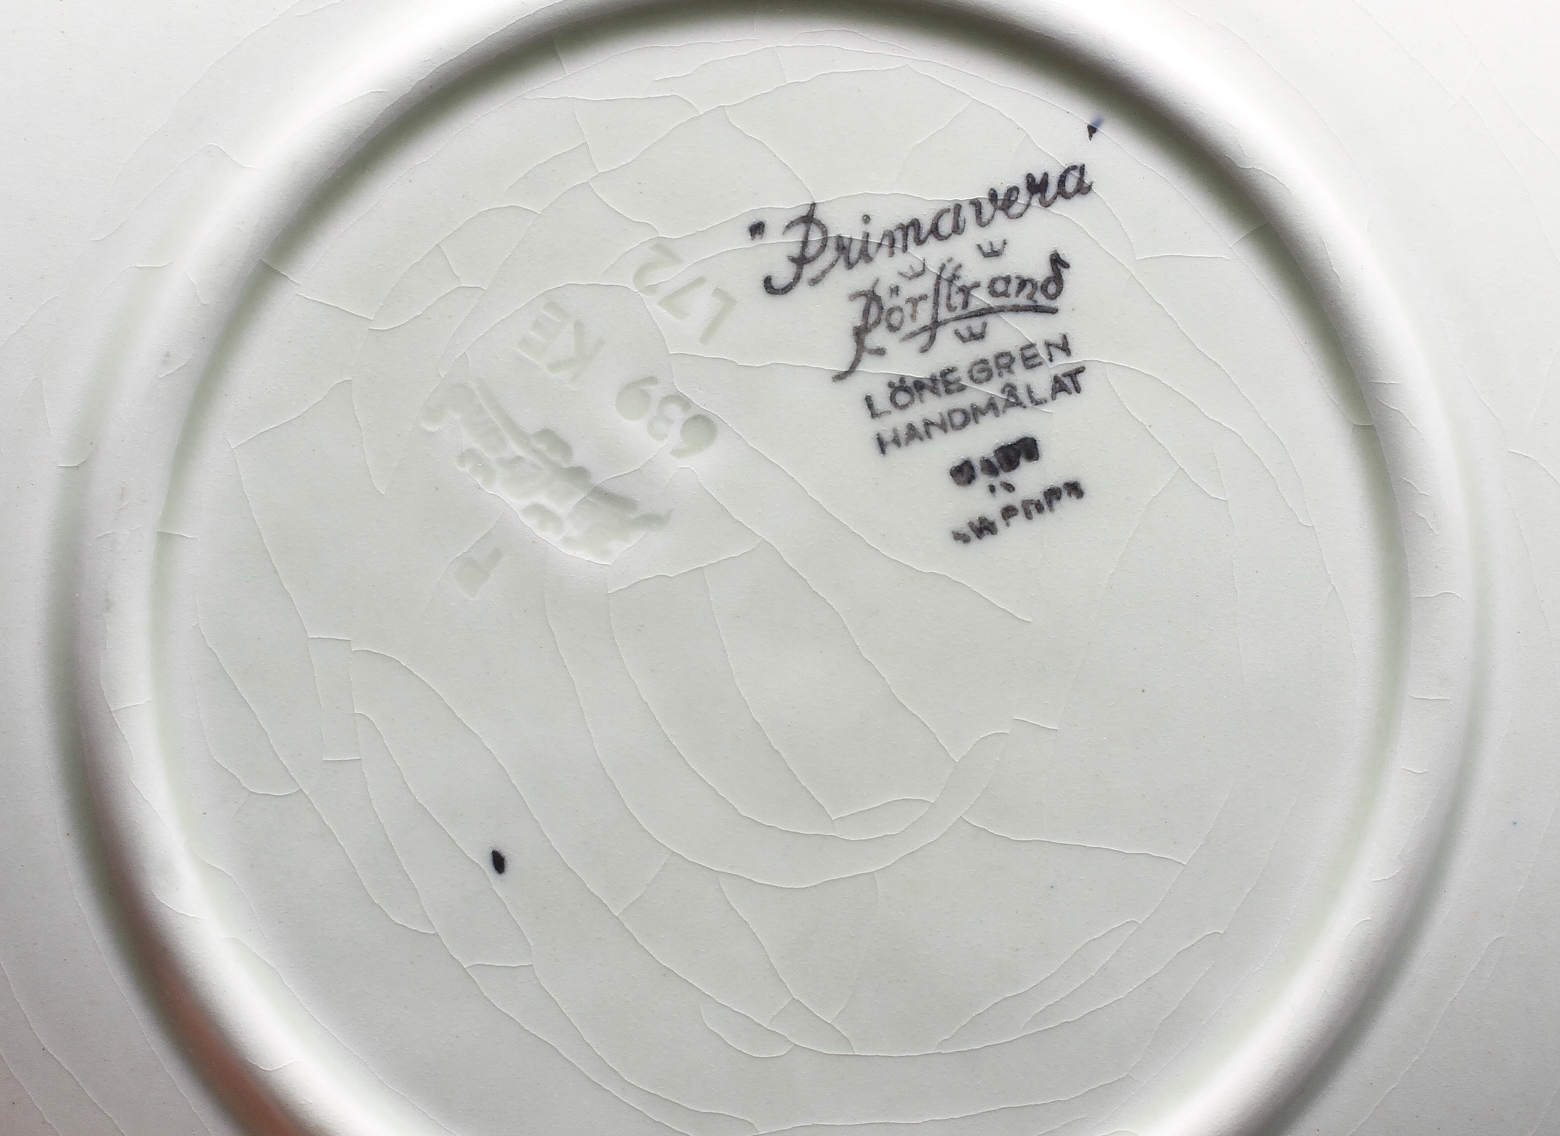 "Primavera"
Rörstrand
LÖNEGREN
HANDMÅLAT
L72
639 KE